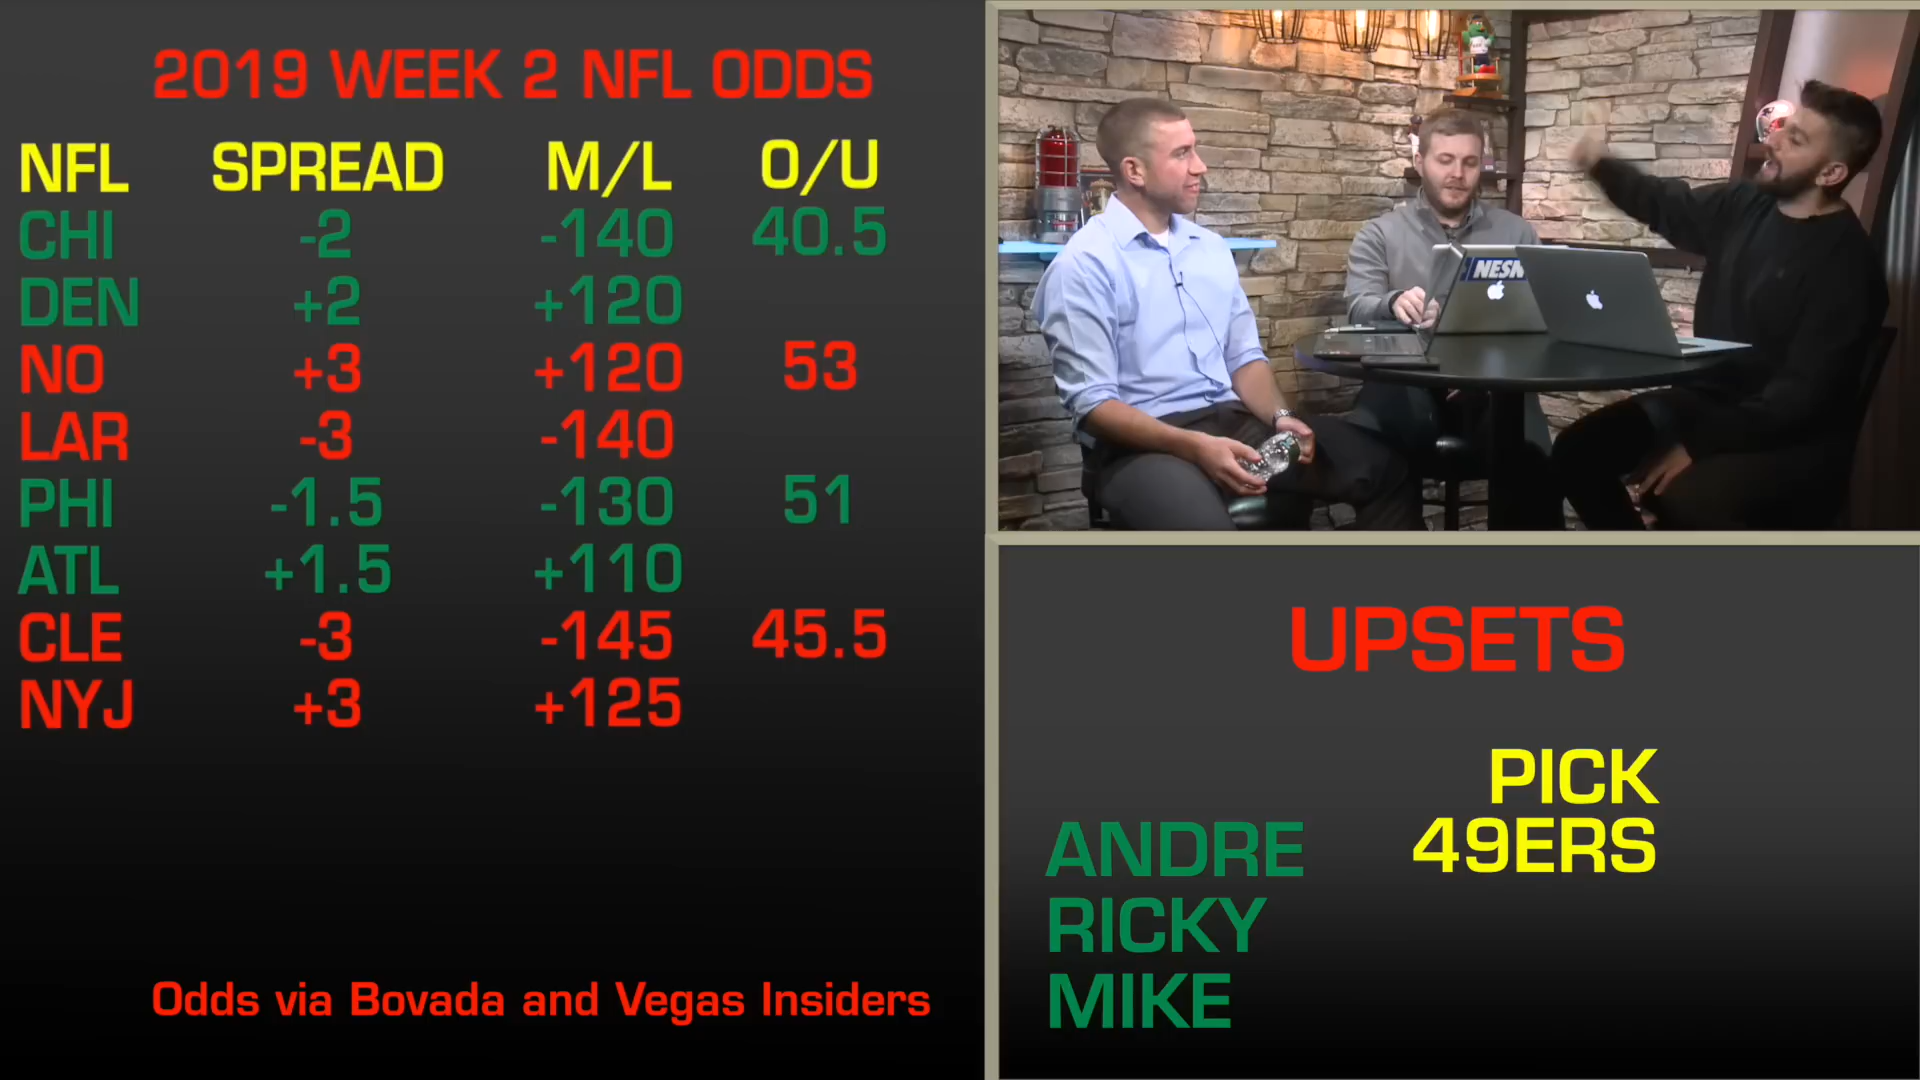 2019 WEEK 2 NFL ODDS
NFL SPREAD M/L O/U
CHI -2 -140 40.5
DEN +2 +120
NO +3 +120 53
LAR -3 -140
PHI -1.5 -130 51
ATL +1.5 +110
CLE -3 -145 45.5
NYJ +3 +125
Odds via Bovada and Vegas Insiders
NESN
UPSETS
PICK
ANDRE 49ERS
RICKY
MIKE